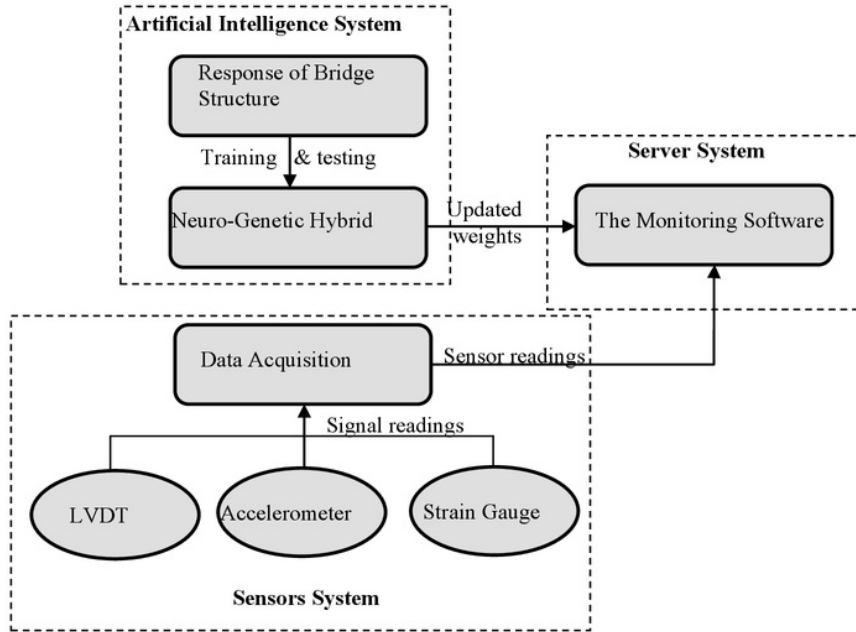 Artificial Intelligence System
Response of Bridge
Structure
Training & testing
Neuro-Genetic Hybrid
Updated
weights
Server System
The Monitoring Software
Data Acquisition
Sensor readings
Signal readings
LVDT
Accelerometer
Strain Gauge
Sensors System